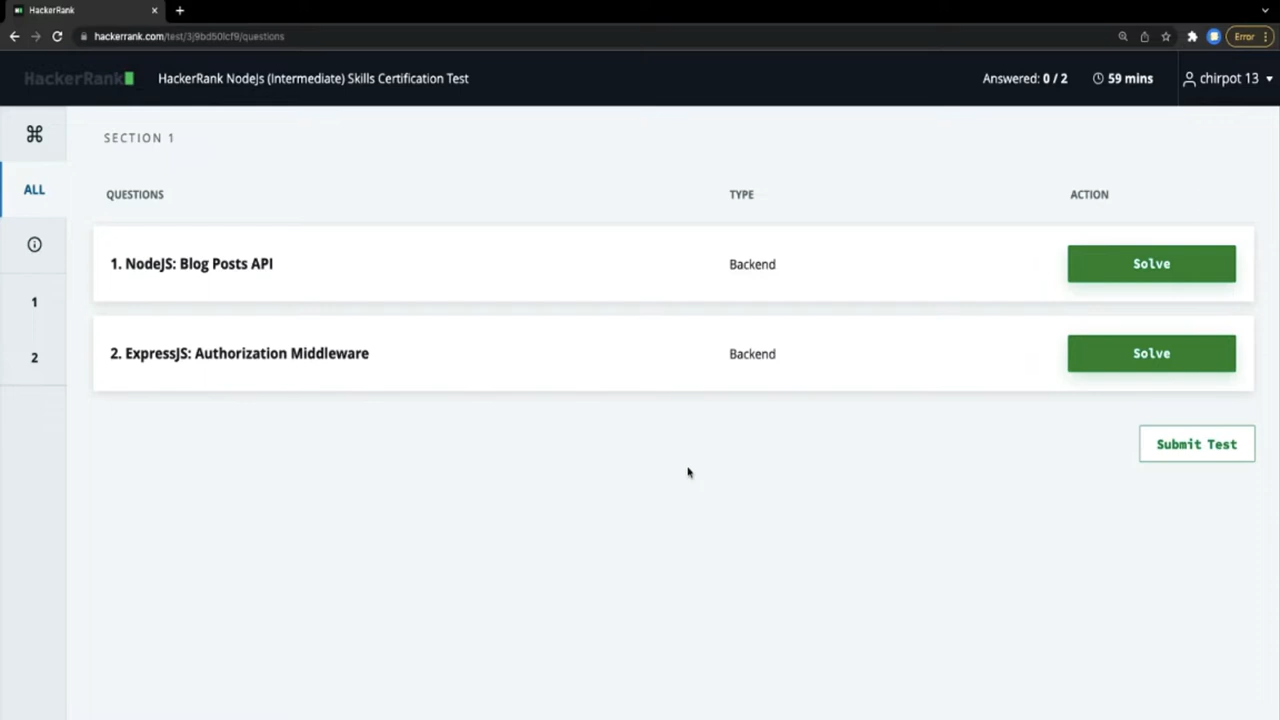 HackerRank
hackerrank.com/test/3j9bd50lcf9/questions
Error
HackerRank
HackerRank NodeJs (Intermediate) Skills Certification Test
Answered: 0 / 2
59 mins
chirpot 13
ALL
1
2
SECTION 1
QUESTIONS TYPE ACTION
1. NodeJS: Blog Posts API Backend Solve
2. ExpressJS: Authorization Middleware Backend Solve
Submit Test